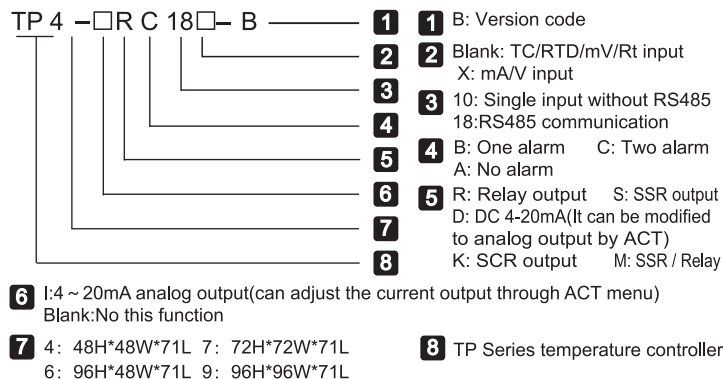 TP 4 -□R C 18□- B
1
2
3
4
5
6
7
8
1 B: Version code
2 Blank: TC/RTD/mV/Rt input
X: mA/V input
3 10: Single input without RS485
18:RS485 communication
4 B: One alarm C: Two alarm
A: No alarm
5 R: Relay output S: SSR output
D: DC 4-20mA(It can be modified
to analog output by ACT)
K: SCR output M: SSR / Relay
6 I:4 ~ 20mA analog output(can adjust the current output through ACT menu)
Blank:No this function
7 4: 48H*48W*71L 7: 72H*72W*71L
6: 96H*48W*71L 9: 96H*96W*71L
8 TP Series temperature controller